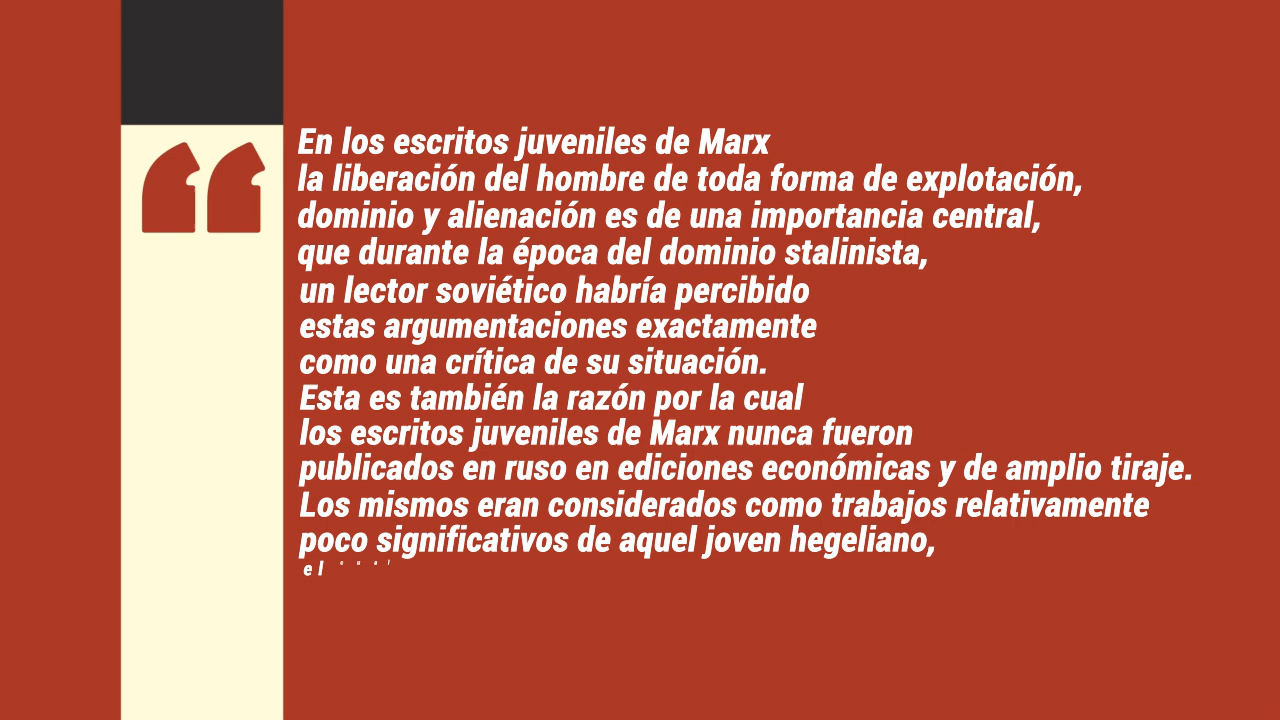 En los escritos juveniles de Marx
la liberación del hombre de toda forma de explotación,
dominio y alienación es de una importancia central,
que durante la época del dominio stalinista,
un lector soviético habría percibido
estas argumentaciones exactamente
como una crítica de su situación.
Esta es también la razón por la cual
los escritos juveniles de Marx nunca fueron
publicados en ruso en ediciones económicas y de amplio tiraje.
Los mismos eran considerados como trabajos relativamente
poco significativos de aquel joven hegeliano,
el